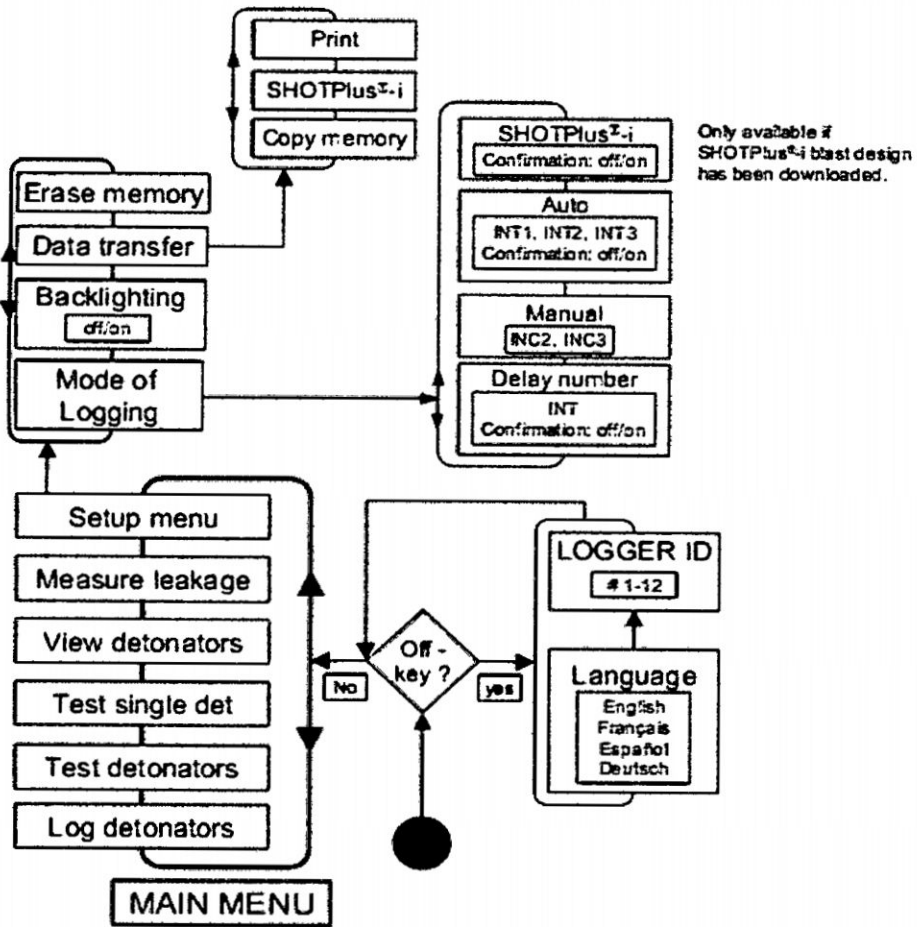 Print
SHOTPlus®-i
Copy memory
SHOTPlus®-i
Confirmation: off/on
Auto
INT1, INT2, INT3
Confirmation: off/on
Manual
INC2, INC3
Delay number
INT
Confirmation: off/on
Only available if
SHOTPlus®-i blast design
has been downloaded.
Erase memory
Data transfer
Backlighting
off/on
Mode of
Logging
Setup menu
Measure leakage
View detonators
Test single det
Test detonators
Log detonators
MAIN MENU
Off -
key ?
No
yes
LOGGER ID
# 1-12
Language
English
Français
Español
Deutsch